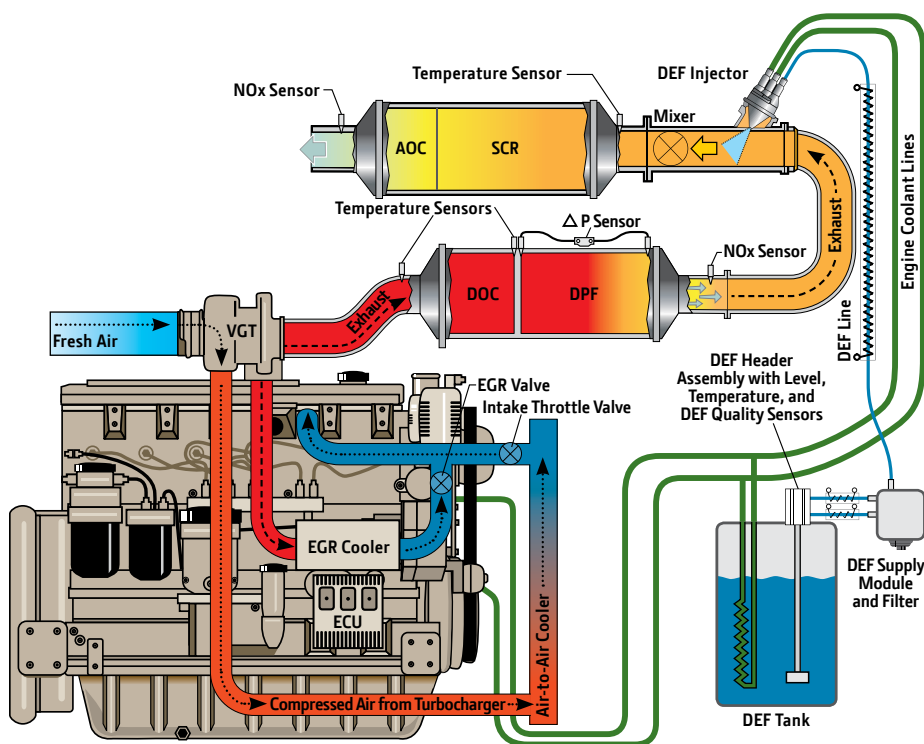 Temperature Sensor
DEF Injector
NOx Sensor
Mixer
AOC
SCR
Engine Coolant Lines
Temperature Sensors
Δ P Sensor
NOx Sensor
Exhaust
DOC
DPF
Exhaust
DEF Line
VGT
Fresh Air
DEF Header
Assembly with Level,
Temperature, and
DEF Quality Sensors
EGR Valve
Intake Throttle Valve
EGR Cooler
ECU
Air-to-Air Cooler
DEF Supply
Module
and Filter
Compressed Air from Turbocharger
DEF Tank